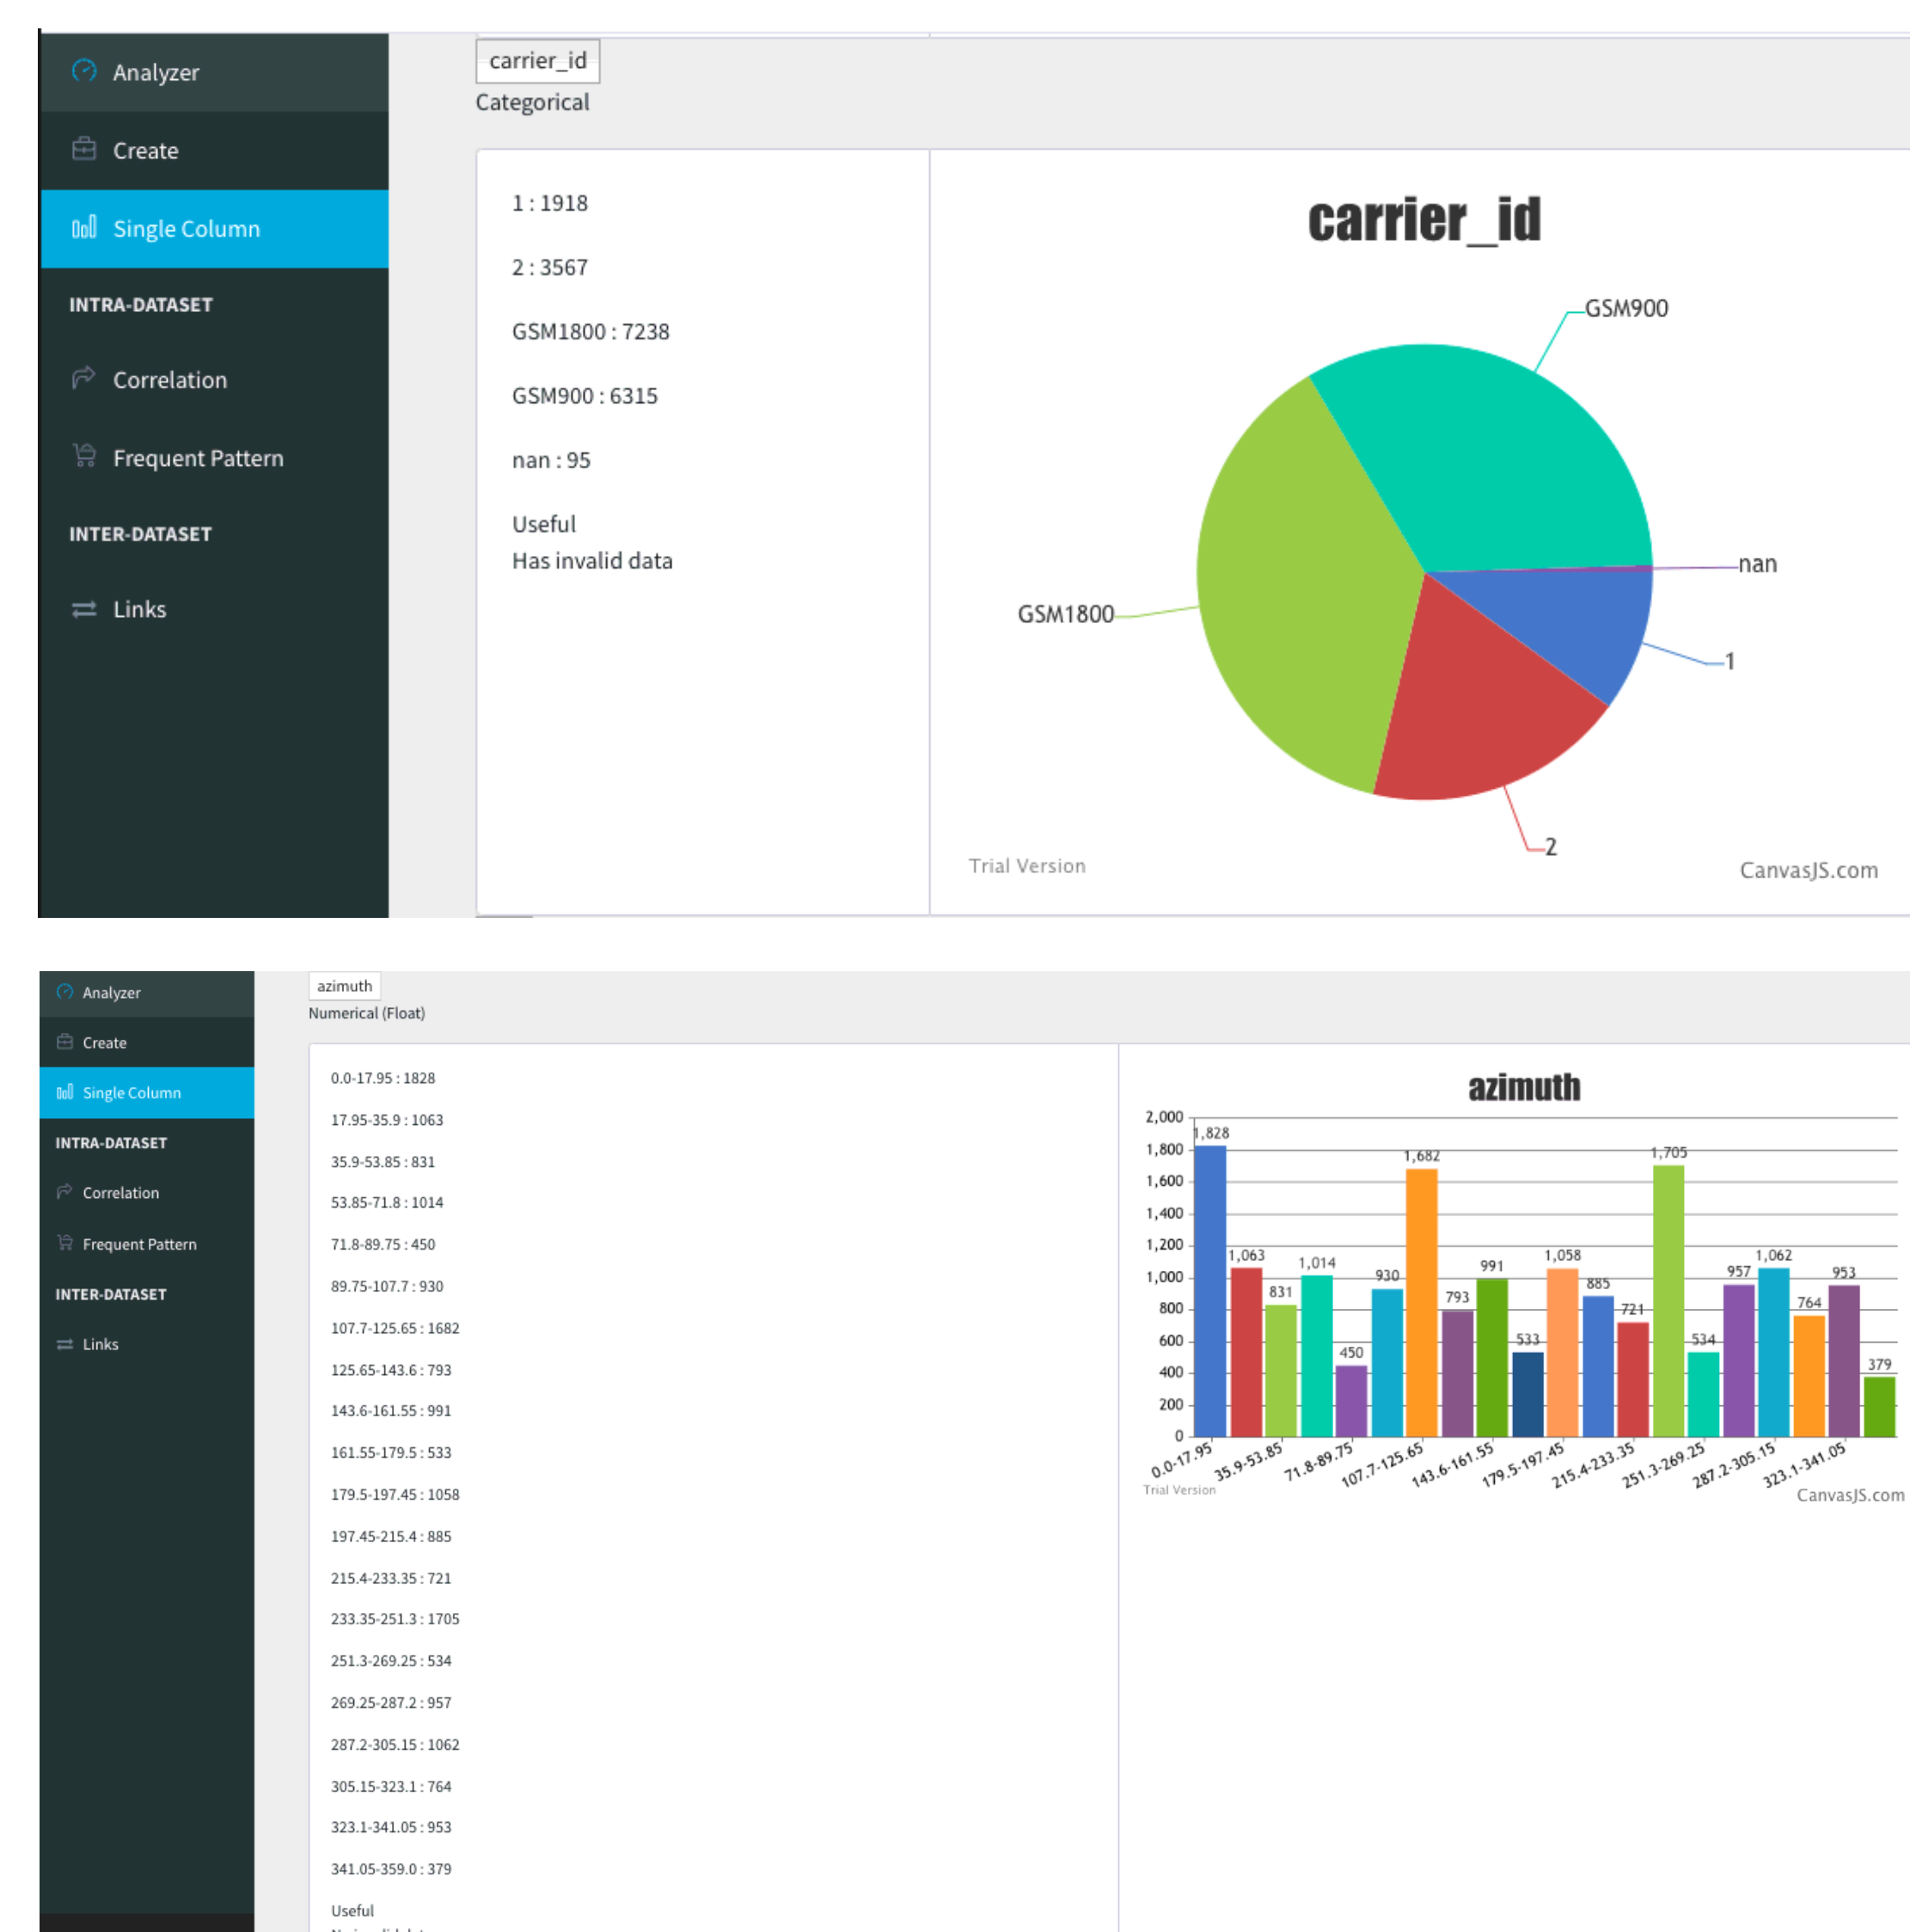 Analyzer
Create
Single Column
INTRA-DATASET
Correlation
Frequent Pattern
INTER-DATASET
Links
carrier_id
Categorical
1 : 1918
2 : 3567
GSM1800 : 7238
GSM900 : 6315
nan : 95
Useful
Has invalid data
carrier_id
GSM900
nan
GSM1800
1
2
Trial Version
CanvasJS.com
Analyzer
Create
Single Column
INTRA-DATASET
Correlation
Frequent Pattern
INTER-DATASET
Links
azimuth
Numerical (Float)
0.0-17.95 : 1828
17.95-35.9 : 1063
35.9-53.85 : 831
53.85-71.8 : 1014
71.8-89.75 : 450
89.75-107.7 : 930
107.7-125.65 : 1682
125.65-143.6 : 793
143.6-161.55 : 991
161.55-179.5 : 533
179.5-197.45 : 1058
197.45-215.4 : 885
215.4-233.35 : 721
233.35-251.3 : 1705
251.3-269.25 : 534
269.25-287.2 : 957
287.2-305.15 : 1062
305.15-323.1 : 764
323.1-341.05 : 953
341.05-359.0 : 379
Useful
azimuth
2,000
1,800
1,600
1,400
1,200
1,000
800
600
400
200
0
1,828
1,063
831
1,014
450
930
1,682
793
991
533
1,058
885
721
1,705
534
957
1,062
764
953
379
0.0-17.95
35.9-53.85
71.8-89.75
107.7-125.65
143.6-161.55
179.5-197.45
215.4-233.35
251.3-269.25
287.2-305.15
323.1-341.05
Trial Version
CanvasJS.com